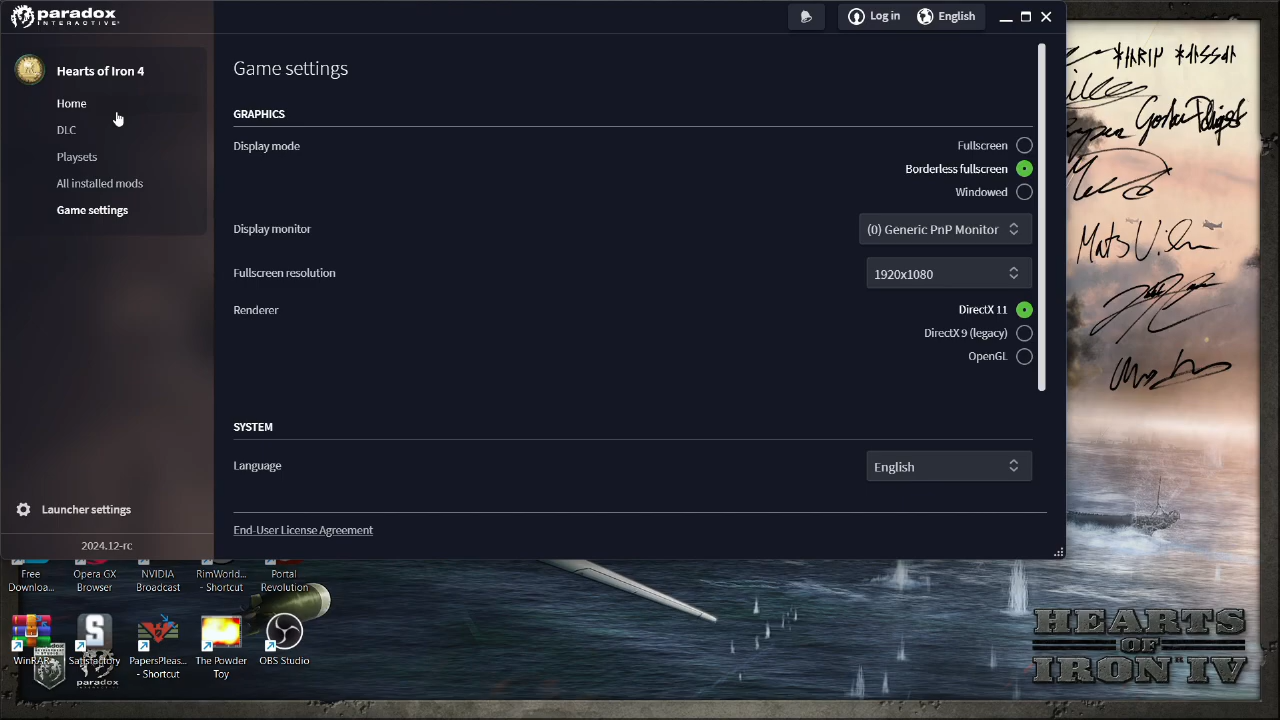 paradox
INTERACTIVE
Log in
English
Hearts of Iron 4
Home
DLC
Playsets
All installed mods
Game settings
Launcher settings
2024.12-rc
Game settings
GRAPHICS
Display mode
Fullscreen
Borderless fullscreen
Windowed
Display monitor
(0) Generic PnP Monitor
Fullscreen resolution
1920x1080
Renderer
DirectX 11
DirectX 9 (legacy)
OpenGL
SYSTEM
Language
English
End-User License Agreement
Free
Downloa...
Opera GX
Browser
NVIDIA
Broadcast
RimWorld...
- Shortcut
Portal
Revolution
WinRAR
Satisfactory
PapersPleas...
- Shortcut
The Powder
Toy
OBS Studio
paradox
HEARTS
OF
IRON IV